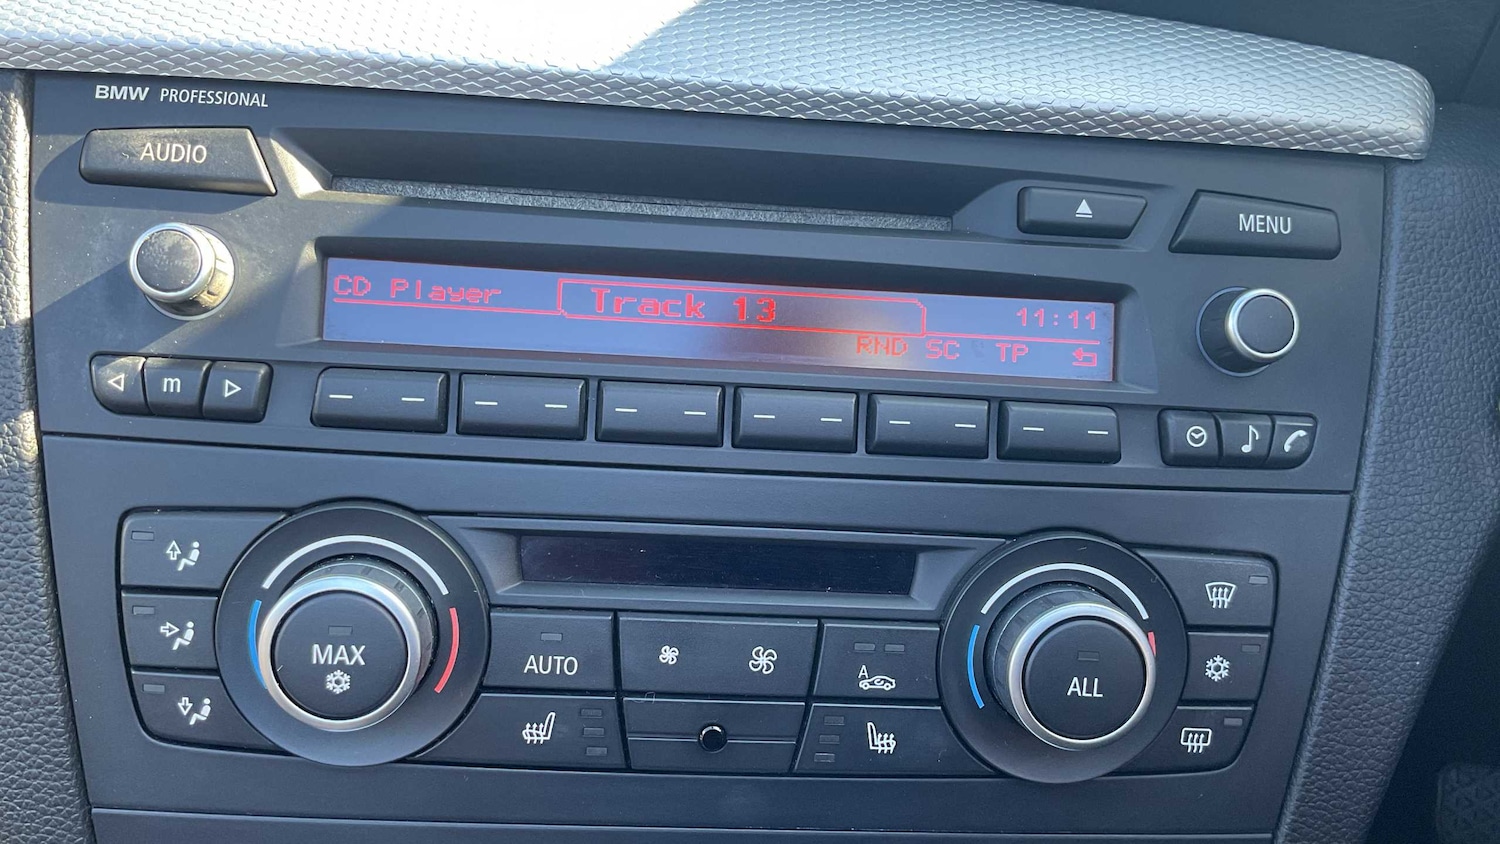 BMW PROFESSIONAL
AUDIO
MENU
CD Player
Track 13
11:11
RND SC TP
m
MAX
AUTO
A
ALL